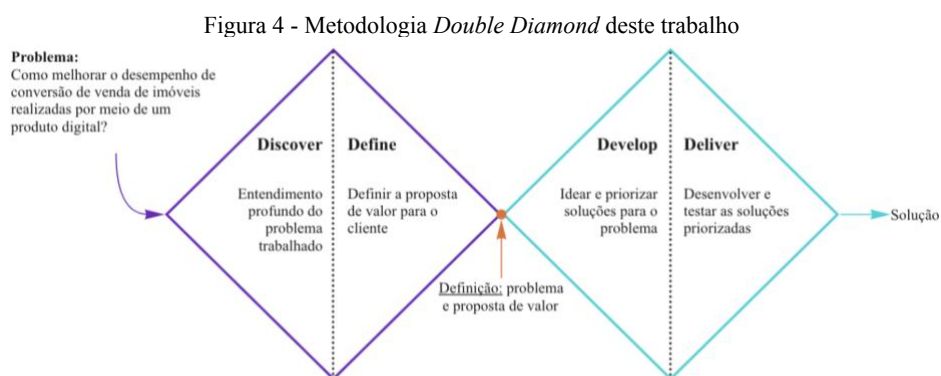 Figura 4 - Metodologia Double Diamond deste trabalho
Problema:
Como melhorar o desempenho de
conversão de venda de imóveis
realizadas por meio de um
produto digital?
Discover
Entendimento
profundo do
problema
trabalhado
Define
Definir a proposta
de valor para o
cliente
Definição: problema
e proposta de valor
Develop
Idear e priorizar
soluções para o
problema
Deliver
Desenvolver e
testar as soluções
priorizadas
Solução